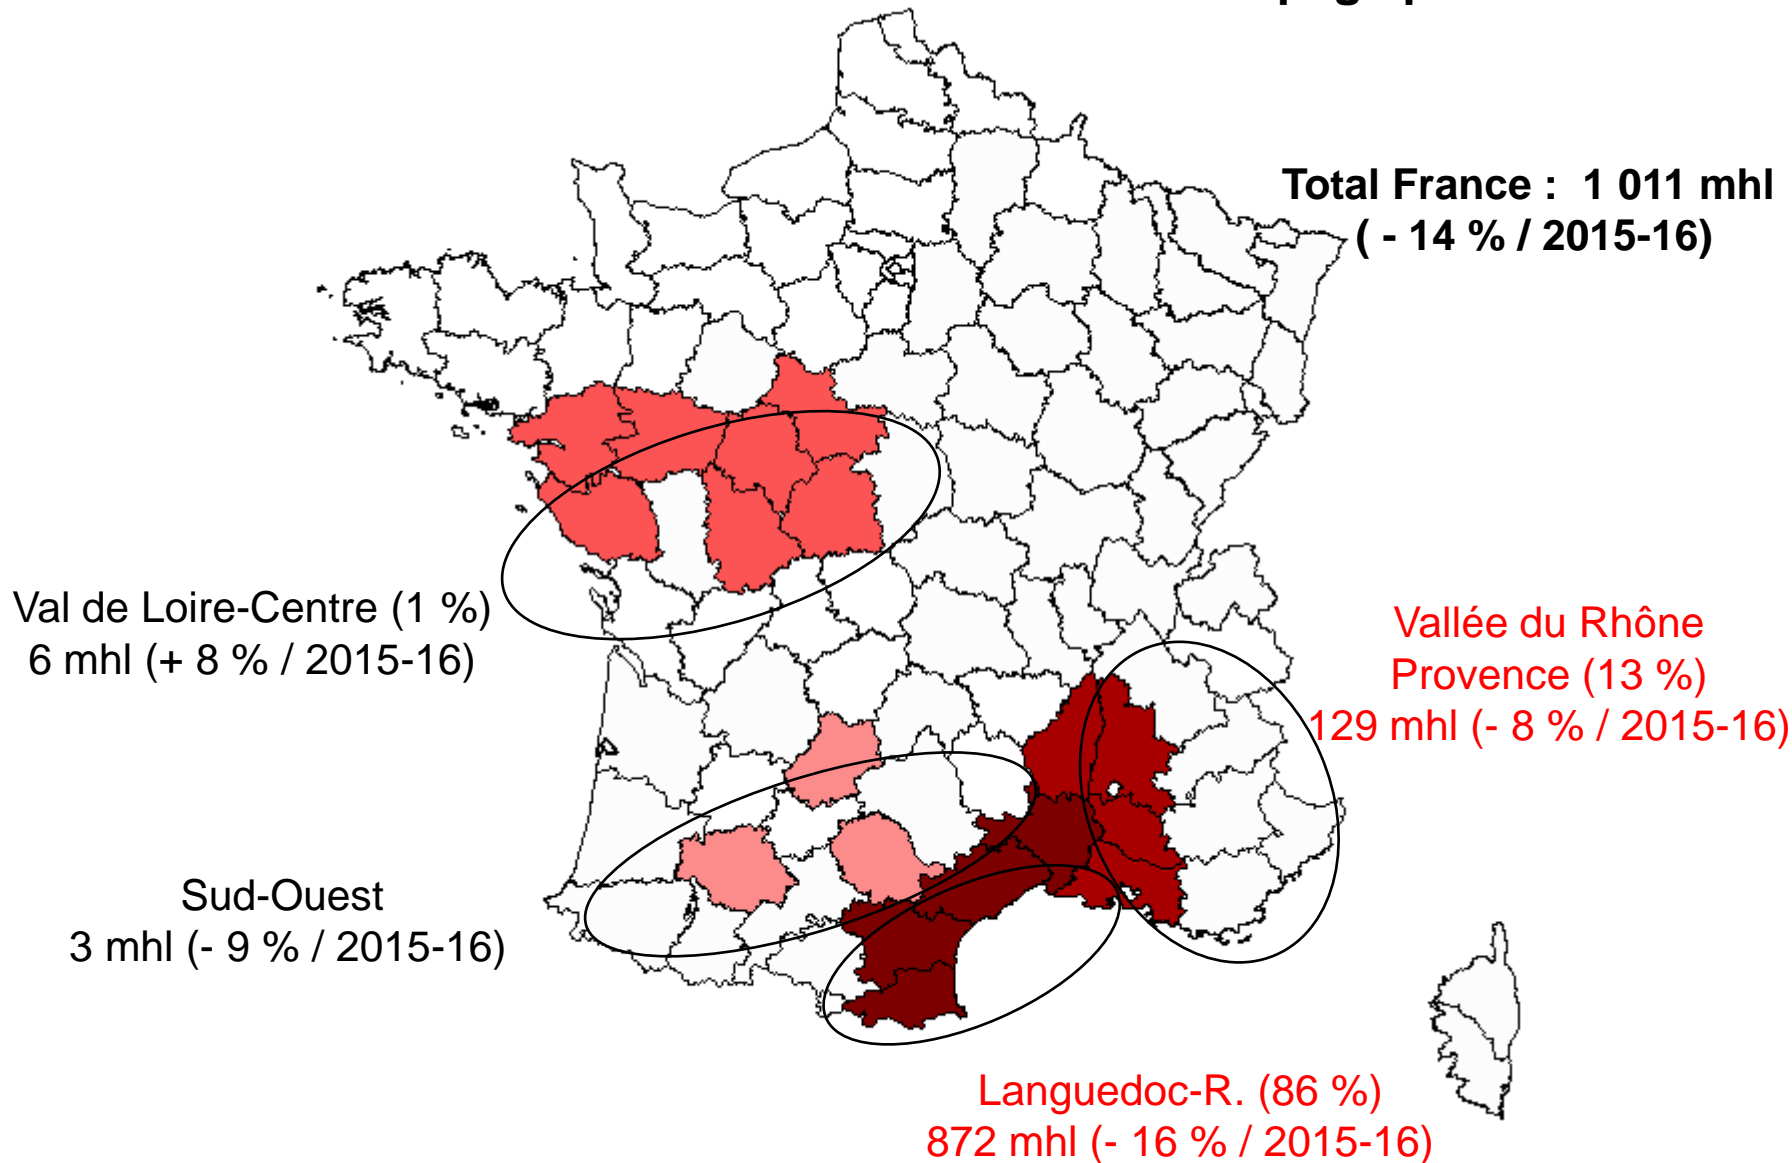 Total France : 1 011 mhl
( - 14 % / 2015-16)
Val de Loire-Centre (1 %)
6 mhl (+ 8 % / 2015-16)
Vallée du Rhône
Provence (13 %)
129 mhl (- 8 % / 2015-16)
Sud-Ouest
3 mhl (- 9 % / 2015-16)
Languedoc-R. (86 %)
872 mhl (- 16 % / 2015-16)